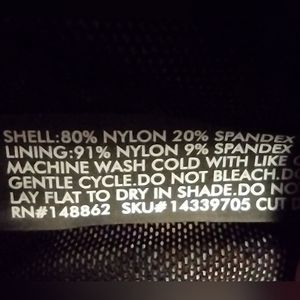 SHELL:80% NYLON 20% SPANDEX
LINING:91% NYLON 9% SPANDEX
MACHINE WASH COLD WITH LIKE
GENTLE CYCLE.DO NOT BLEACH.
LAY FLAT TO DRY IN SHADE.DO
RN#148862 SKU#14339705 CUT